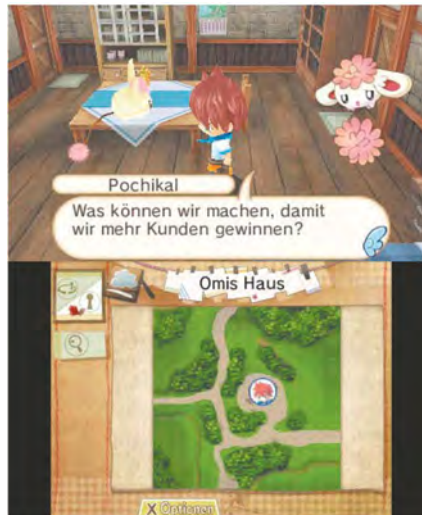 Pochikal
Was können wir machen, damit
wir mehr Kunden gewinnen?
Omis Haus
X Optionen